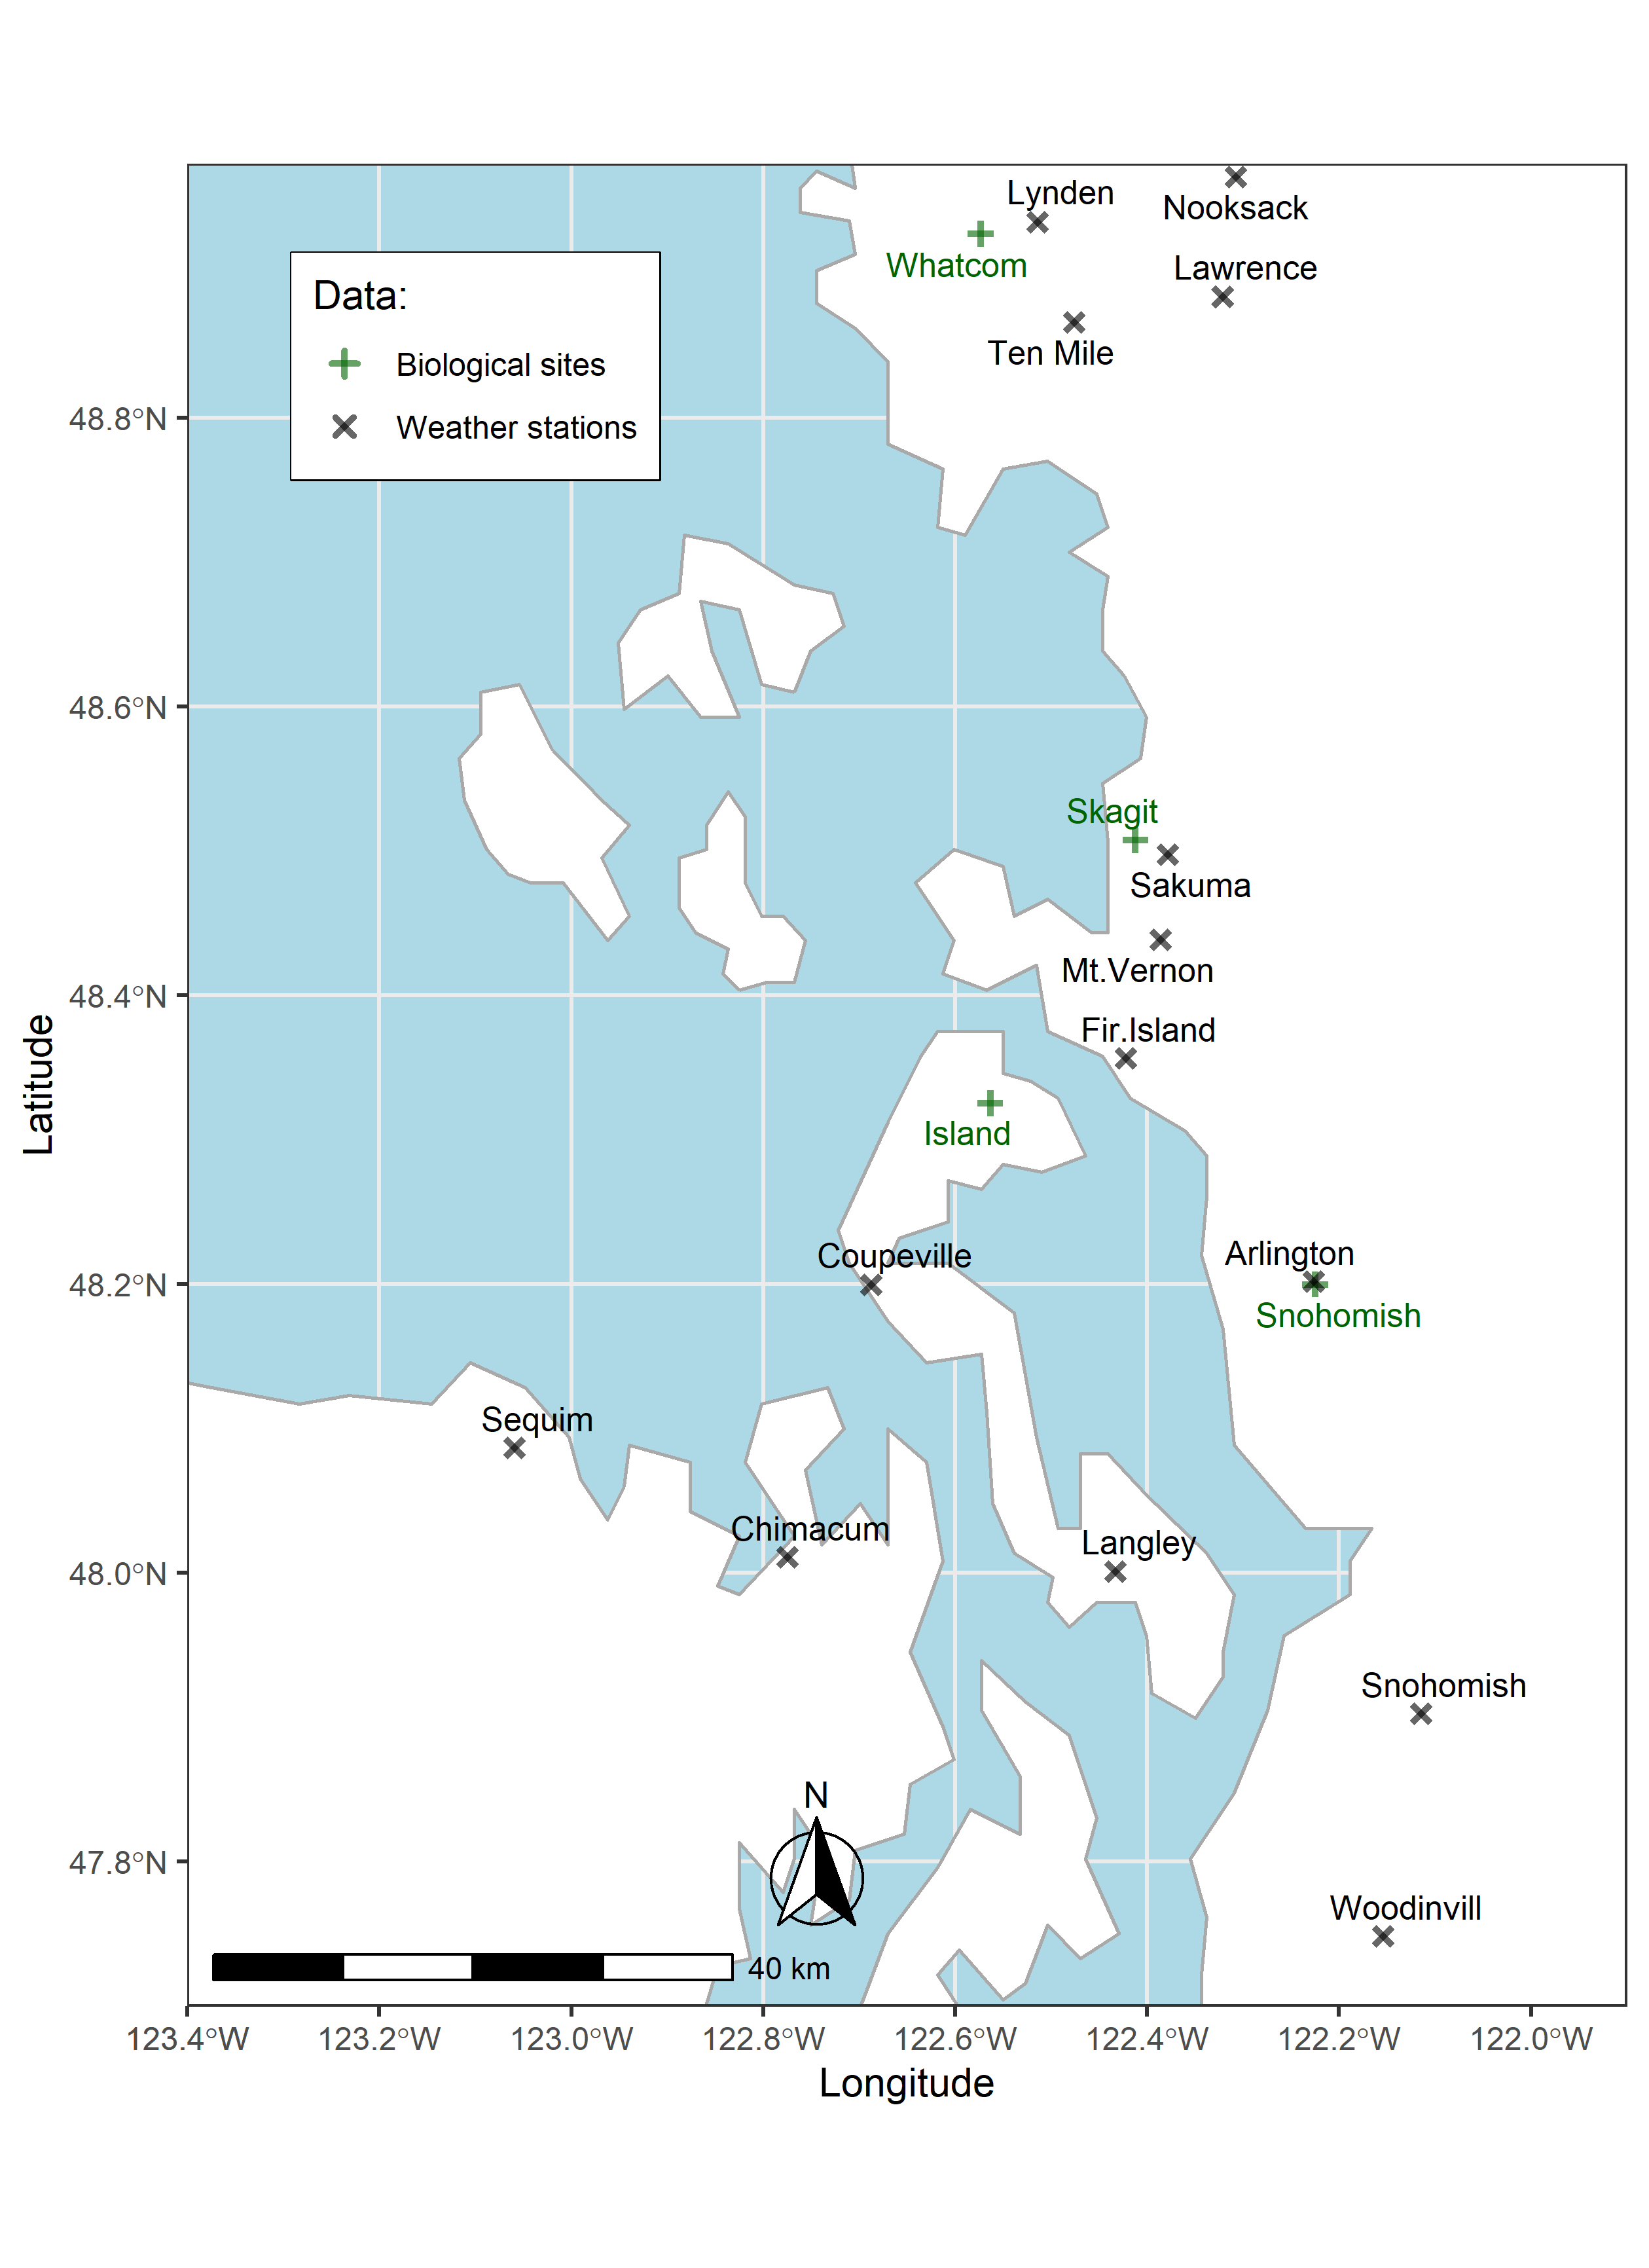 Lynden
Nooksack
Whatcom
Lawrence
Ten Mile
Data:
Biological sites
Weather stations
48.8°N
48.6°N
Skagit
Sakuma
Mt.Vernon
48.4°N
Fir.Island
Island
Latitude
Coupeville
Arlington
48.2°N
Snohomish
Sequim
Chimacum
Langley
48.0°N
Snohomish
N
47.8°N
Woodinvill
40 km
123.4°W 123.2°W 123.0°W 122.8°W 122.6°W 122.4°W 122.2°W 122.0°W
Longitude